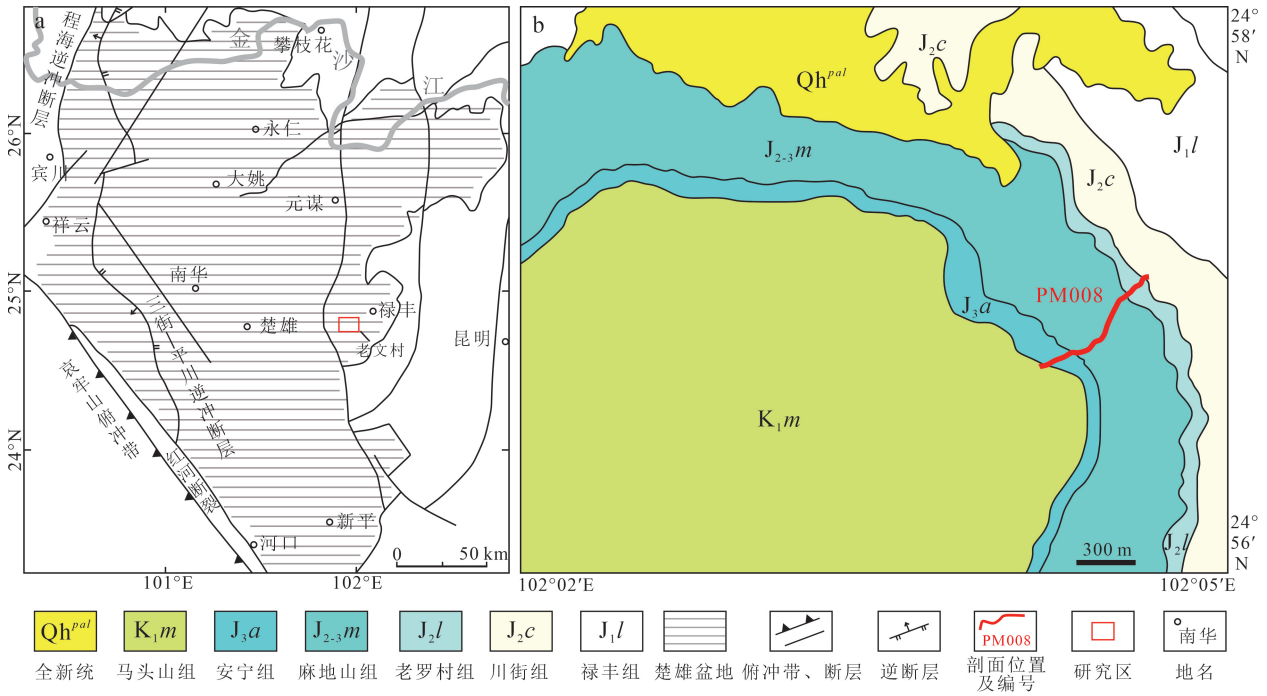 a
程海逆冲断层
金
沙
江
攀枝花
永仁
宾川
大姚
元谋
祥云
南华
禄丰
楚雄
老文村
昆明
三街—平川逆冲断层
哀牢山俯冲带
红河断裂
新平
河口
0 50 km
26°N
25°N
24°N
101°E
102°E
b
24°
58′
N
J₂c
Qhᵖᵃˡ
J₁l
J₂₋₃m
J₂c
PM008
J₃a
K₁m
24°
56′
N
J₂l
300 m
102°02′E
102°05′E
Qhᵖᵃˡ
K₁m
J₃a
J₂₋₃m
J₂l
J₂c
J₁l
PM008
南华
全新统
马头山组
安宁组
麻地山组
老罗村组
川街组
禄丰组
楚雄盆地
俯冲带、断层
逆断层
剖面位置
及编号
研究区
地名